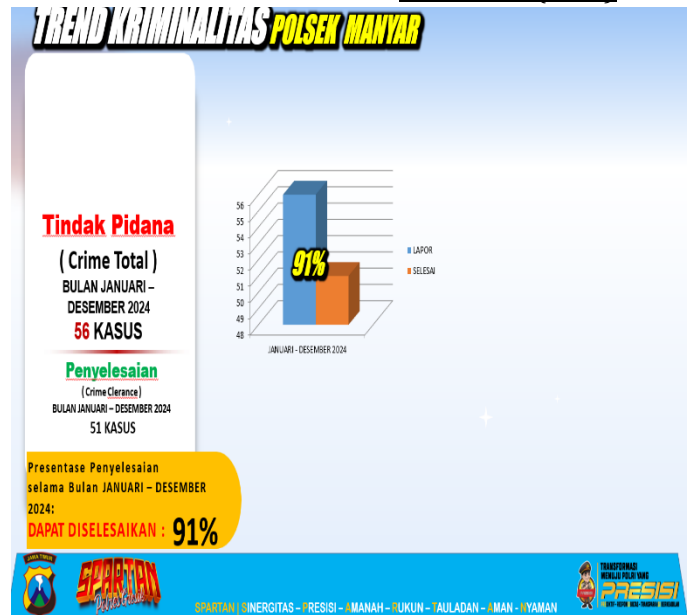 TREND KRIMINALITAS POLSEK MANYAR
Tindak Pidana
( Crime Total )
BULAN JANUARI –
DESEMBER 2024
56 KASUS
Penyelesaian
( Crime Clerance )
BULAN JANUARI – DESEMBER 2024
51 KASUS
56
55
54
53
52
51
50
49
48
91%
JANUARI - DESEMBER 2024
LAPOR
SELESAI
Presentase Penyelesaian
selama Bulan JANUARI – DESEMBER
2024:
DAPAT DISELESAIKAN : 91%
JAWA TIMUR
SPARTAN
SPARTAN | SINERGITAS – PRESISI – AMANAH – RUKUN – TAULADAN – AMAN - NYAMAN
TRANSFORMASI
MENUJU POLRI YANG
PRESISI